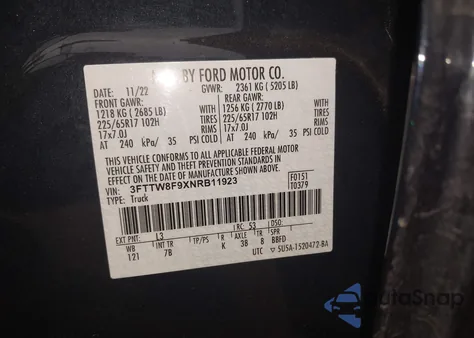 BY FORD MOTOR CO.
11/22 GVWR: 2361 KG ( 5205 LB)
FRONT GAWR: REAR GAWR:
1218 KG ( 2685 LB) 1256 KG ( 2770 LB)
225/65R17 102H TIRES 225/65R17 102H TIRES
17x7.0J RIMS 17x7.0J RIMS
AT 240 kPa/ 35 PSI COLD AT 240 kPa/ 35 PSI COLD
THIS VEHICLE CONFORMS TO ALL APPLICABLE FEDERAL MOTOR
VEHICLE SAFETY AND THEFT PREVENTION STANDARDS IN
EFFECT ON THE DATE OF MANUFACTURE SHOWN ABOVE.
VIN: 3FTTW8F9XNRB11923 F0151
TYPE: Truck T0379
EXT PNT: L3 RC: 53 DSO:
WB INT TR TP/PS R AXLE TR SPR
121 7B K 38 8 BBFD
UTC 5U5A-1520472-BA
AutoSnap